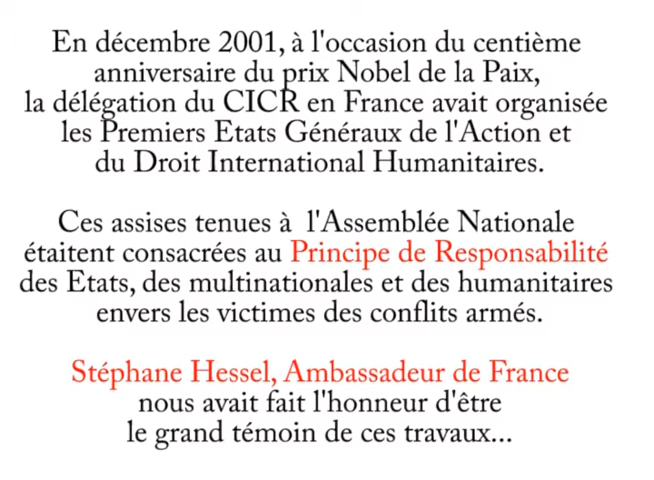 En décembre 2001, à l'occasion du centième
anniversaire du prix Nobel de la Paix,
la délégation du CICR en France avait organisée
les Premiers Etats Généraux de l'Action et
du Droit International Humanitaires.
Ces assises tenues à l'Assemblée Nationale
étaitent consacrées au Principe de Responsabilité
des Etats, des multinationales et des humanitaires
envers les victimes des conflits armés.
Stéphane Hessel, Ambassadeur de France
nous avait fait l'honneur d'être
le grand témoin de ces travaux...